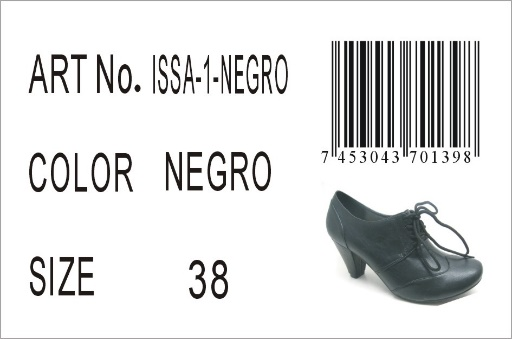 ART No. ISSA-1-NEGRO
COLOR NEGRO
SIZE 38
7 453043 701398